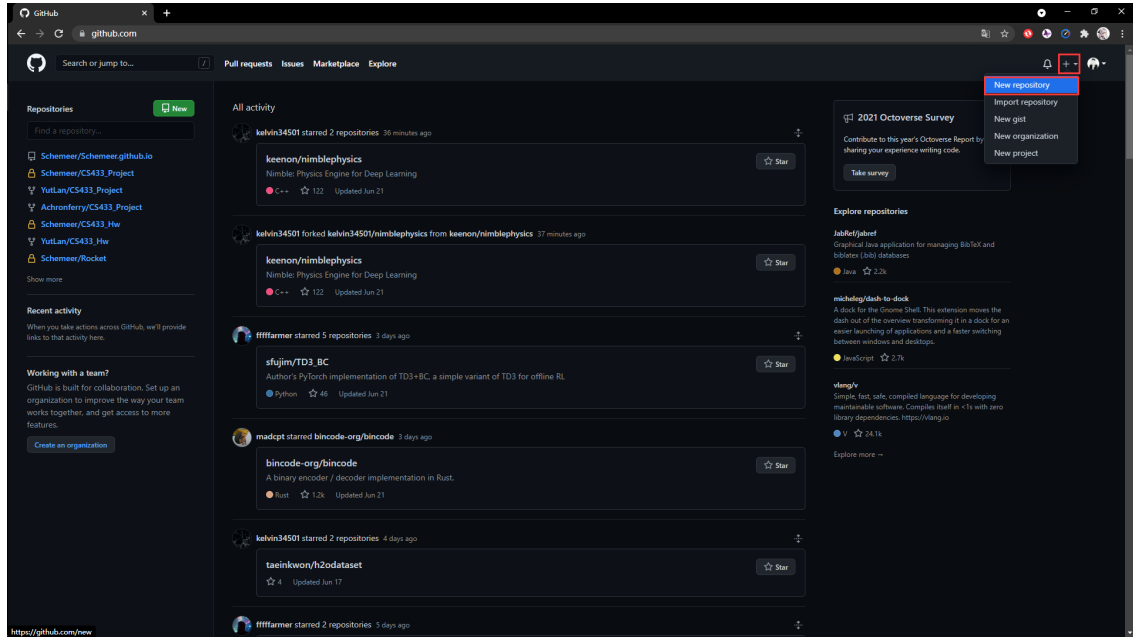 GitHub
github.com
Search or jump to...
/
Pull requests Issues Marketplace Explore
New repository
Import repository
New gist
New organization
New project
Repositories
New
Find a repository...
Schemeer/Schemeer.github.io
Schemeer/CS433_Project
YutLan/CS433_Project
Achronferry/CS433_Project
Schemeer/CS433_Hw
YutLan/CS433_Hw
Schemeer/Rocket
Show more
Recent activity
When you take actions across GitHub, we'll provide
links to that activity here.
Working with a team?
GitHub is built for collaboration. Set up an
organization to improve the way your team
works together, and get access to more
features.
Create an organization
All activity
kelvin34501 starred 2 repositories 36 minutes ago
keenon/nimblephysics
Star
Nimble: Physics Engine for Deep Learning
C++ 122 Updated Jun 21
kelvin34501 forked kelvin34501/nimblephysics from keenon/nimblephysics 37 minutes ago
keenon/nimblephysics
Star
Nimble: Physics Engine for Deep Learning
C++ 122 Updated Jun 21
fffffarmer starred 5 repositories 3 days ago
sfujim/TD3_BC
Star
Author's PyTorch implementation of TD3+BC, a simple variant of TD3 for offline RL
Python 46 Updated Jun 21
madcpt starred bincode-org/bincode 3 days ago
bincode-org/bincode
Star
A binary encoder / decoder implementation in Rust.
Rust 1.2k Updated Jun 21
kelvin34501 starred 2 repositories 4 days ago
taeinkwon/h2odataset
Star
4 Updated Jun 17
fffffarmer starred 2 repositories 5 days ago
2021 Octoverse Survey
Contribute to this year's Octoverse Report by
sharing your experience writing code.
Take survey
Explore repositories
JabRef/jabref
Graphical Java application for managing BibTeX and
biblatex (.bib) databases
Java 2.2k
micheleg/dash-to-dock
A dock for the Gnome Shell. This extension moves the
dash out of the overview transforming it in a dock for an
easier launching of applications and a faster switching
between windows and desktops.
JavaScript 2.7k
vlang/v
Simple, fast, safe, compiled language for developing
maintainable software. Compiles itself in <1s with zero
library dependencies. https://vlang.io
V 24.1k
Explore more →
https://github.com/new